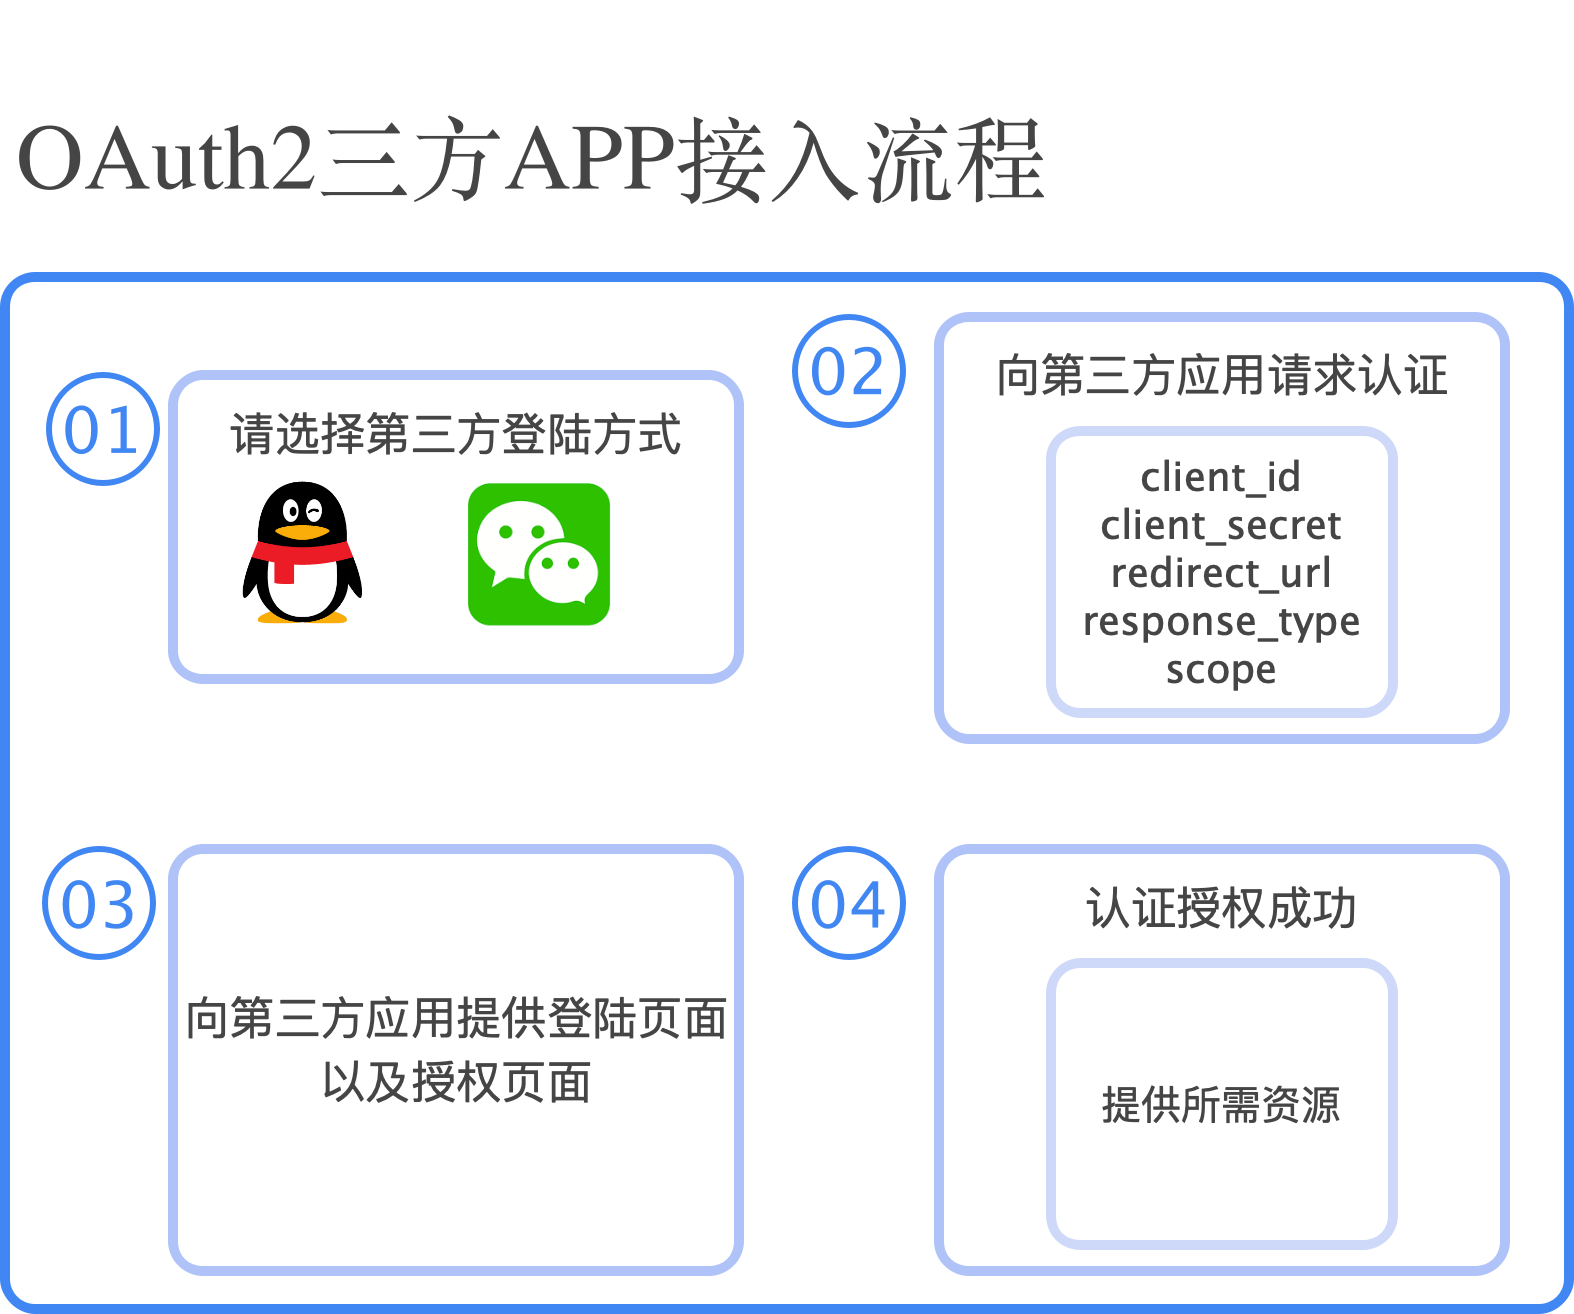 OAuth2三方APP接入流程
01
请选择第三方登陆方式
02
向第三方应用请求认证
client_id
client_secret
redirect_url
response_type
scope
03
向第三方应用提供登陆页面
以及授权页面
04
认证授权成功
提供所需资源